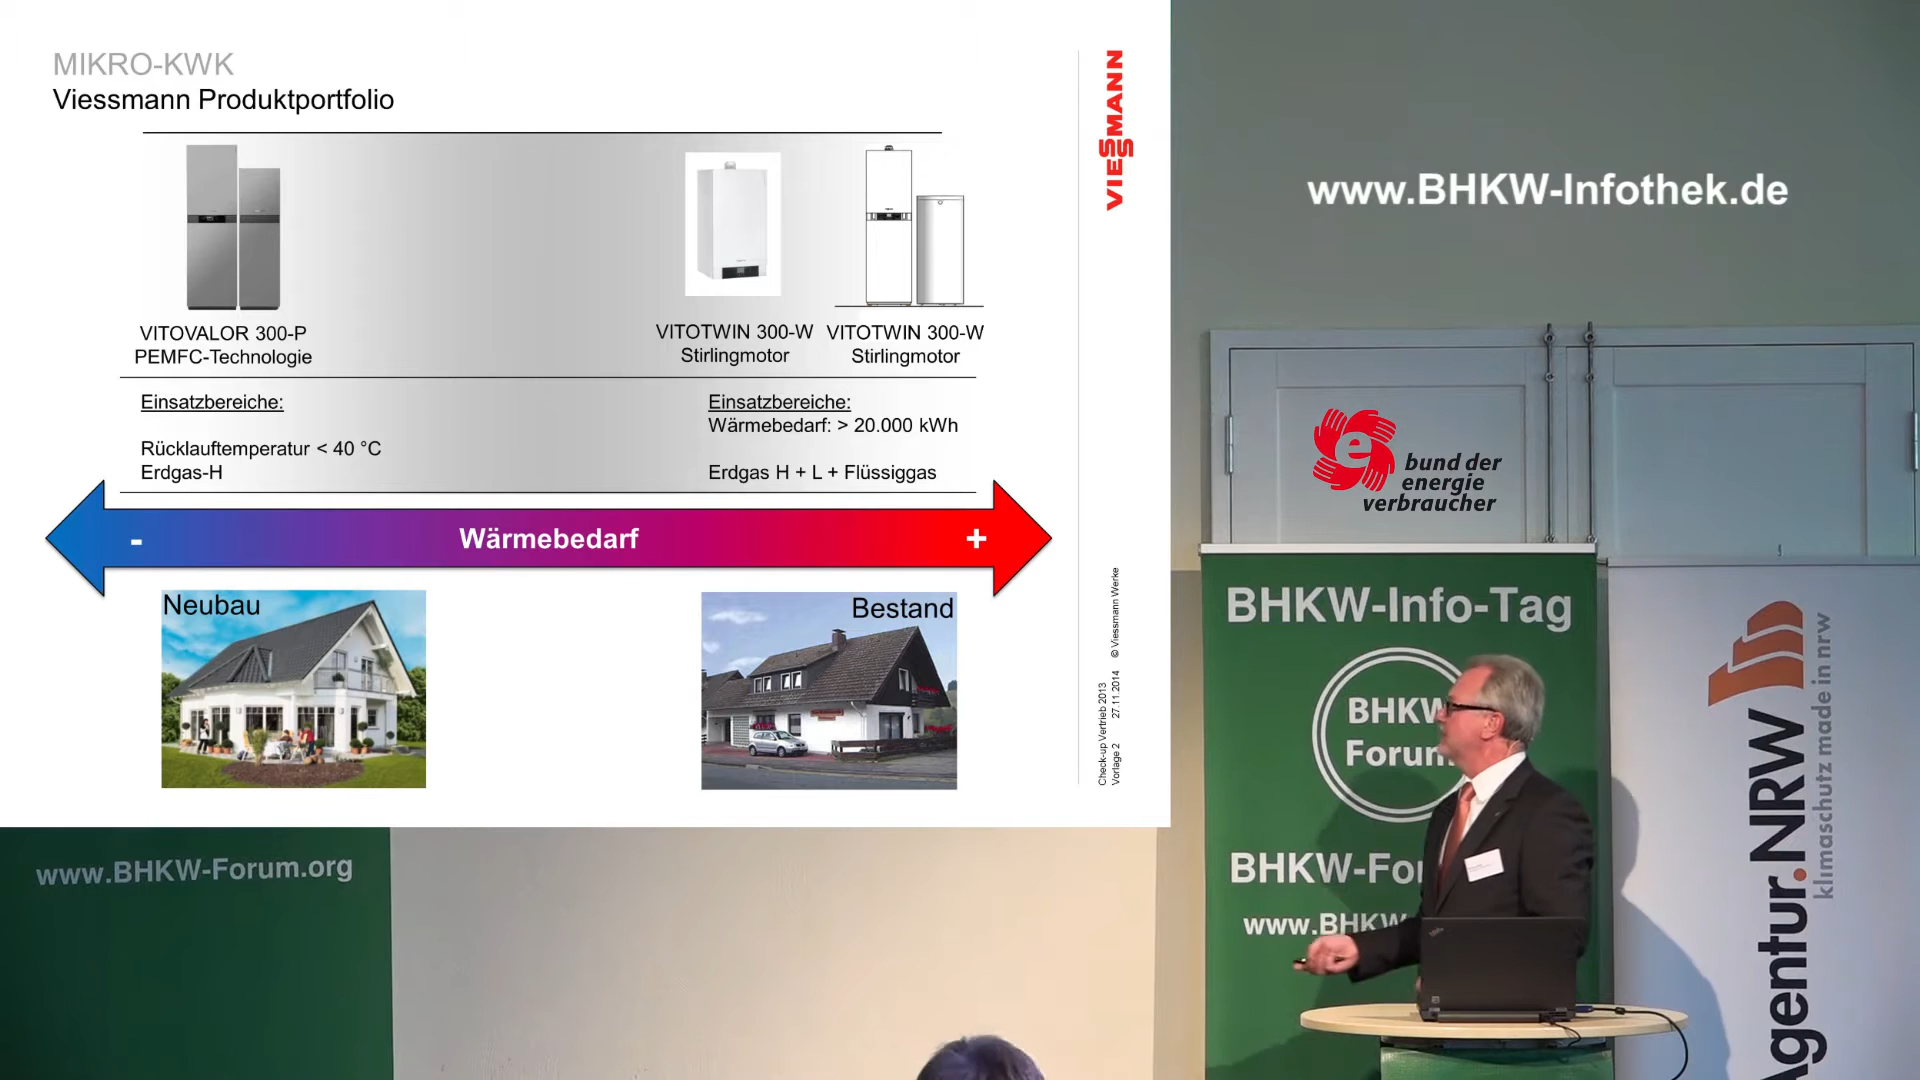 MIKRO-KWK
Viessmann Produktportfolio
VIESSMANN
VITOVALOR 300-P
PEMFC-Technologie
VITOTWIN 300-W
Stirlingmotor
VITOTWIN 300-W
Stirlingmotor
Einsatzbereiche:
Rücklauftemperatur < 40 °C
Erdgas-H
Einsatzbereiche:
Wärmebedarf: > 20.000 kWh
Erdgas H + L + Flüssiggas
- Wärmebedarf +
Neubau
Bestand
Check-up Vertrieb 2013
Vorlage 2 27.11.2014 © Viessmann Werke
www.BHKW-Infothek.de
e
bund der
energie
verbraucher
BHKW-Info-Tag
BHKW
Forum
BHKW-Fo
www.BHKW
Agentur.NRW
klimaschutz made in nrw
www.BHKW-Forum.org